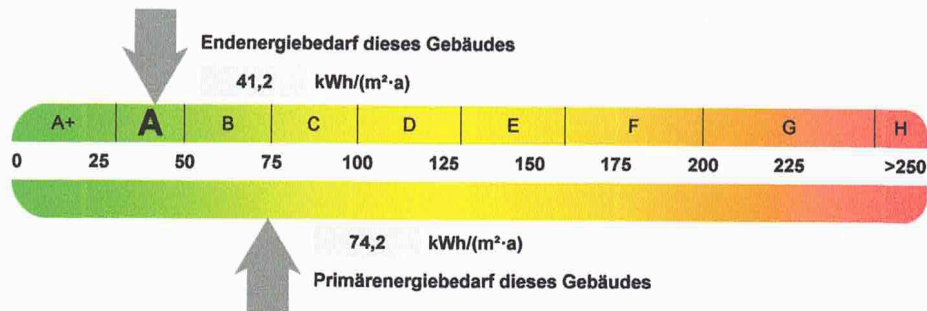 Endenergiebedarf dieses Gebäudes
41,2 kWh/(m²·a)
A+ A B C D E F G H
0 25 50 75 100 125 150 175 200 225 >250
74,2 kWh/(m²·a)
Primärenergiebedarf dieses Gebäudes